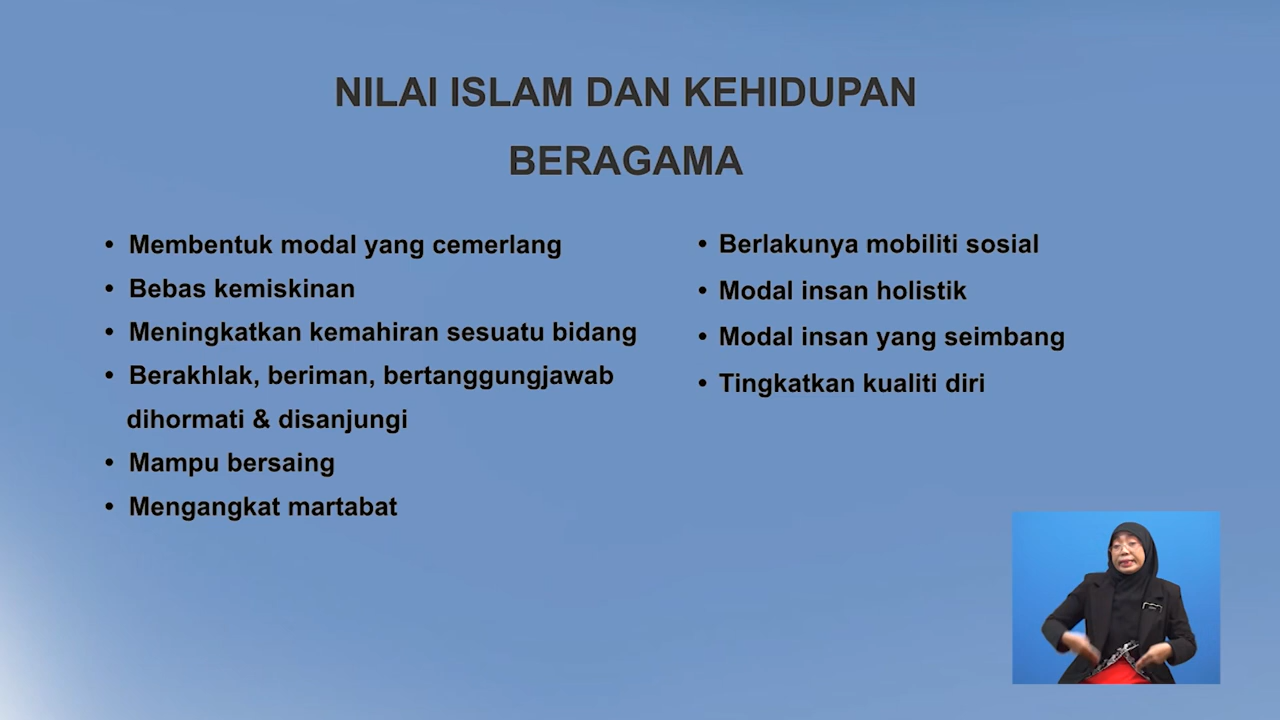 NILAI ISLAM DAN KEHIDUPAN
BERAGAMA
• Membentuk modal yang cemerlang
• Bebas kemiskinan
• Meningkatkan kemahiran sesuatu bidang
• Berakhlak, beriman, bertanggungjawab
dihormati & disanjungi
• Mampu bersaing
• Mengangkat martabat
• Berlakunya mobiliti sosial
• Modal insan holistik
• Modal insan yang seimbang
• Tingkatkan kualiti diri